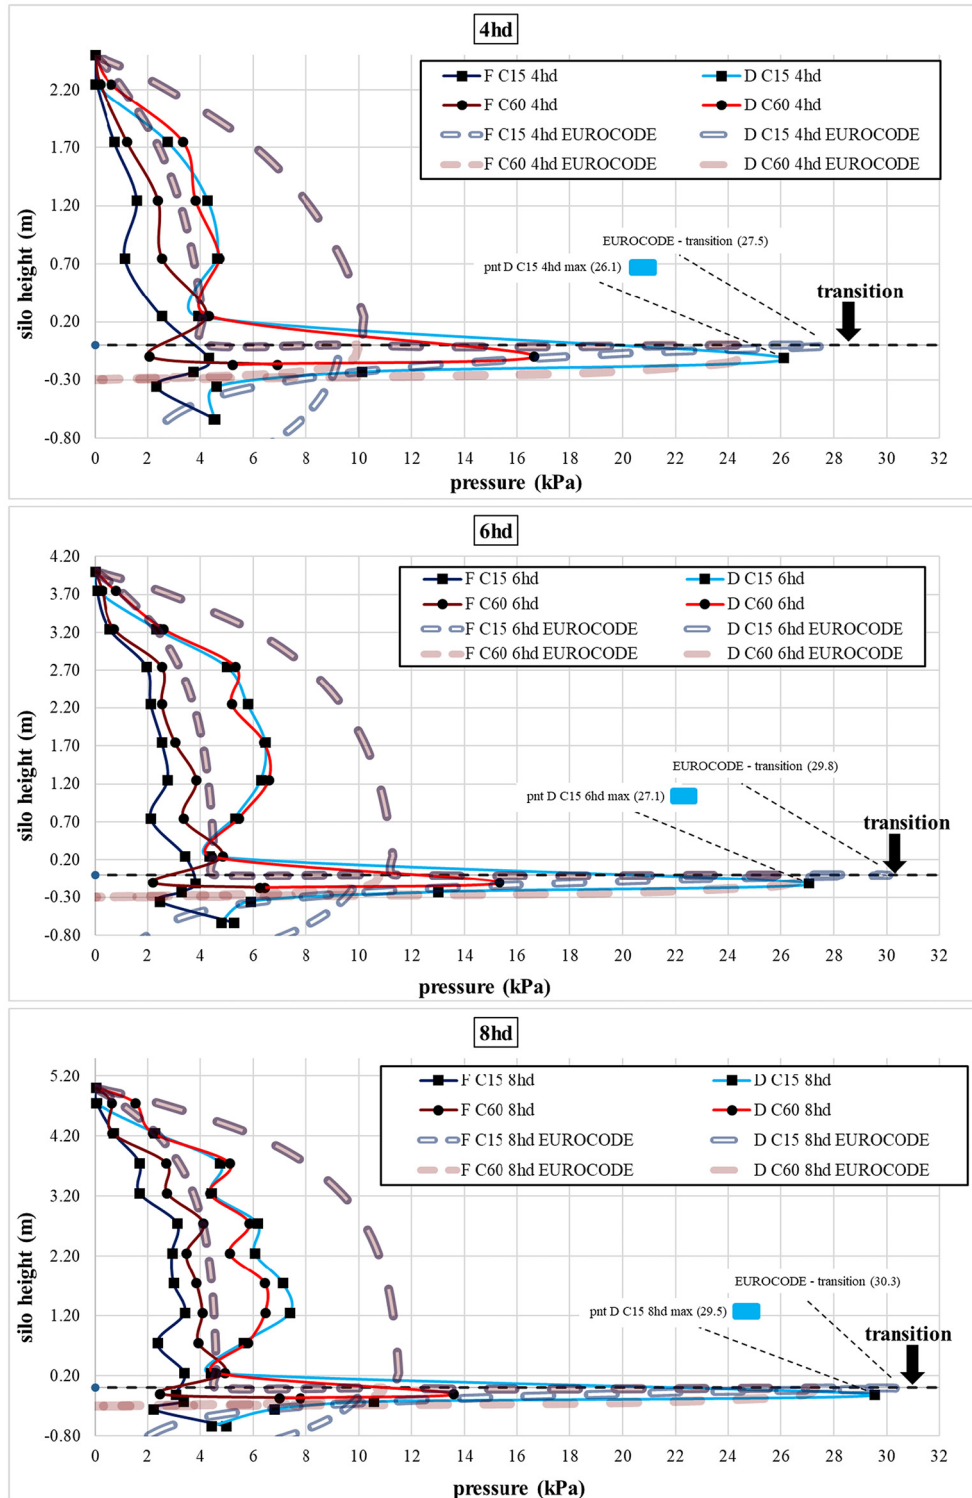 4hd
F C15 4hd
D C15 4hd
F C60 4hd
D C60 4hd
F C15 4hd EUROCODE
D C15 4hd EUROCODE
F C60 4hd EUROCODE
D C60 4hd EUROCODE
2.20
1.70
1.20
0.70
0.20
-0.30
-0.80
silo height (m)
EUROCODE - transition (27.5)
pnt D C15 4hd max (26.1)
transition
0 2 4 6 8 10 12 14 16 18 20 22 24 26 28 30 32
pressure (kPa)
6hd
F C15 6hd
D C15 6hd
F C60 6hd
D C60 6hd
F C15 6hd EUROCODE
D C15 6hd EUROCODE
F C60 6hd EUROCODE
D C60 6hd EUROCODE
4.20
3.70
3.20
2.70
2.20
1.70
1.20
0.70
0.20
-0.30
-0.80
silo height (m)
EUROCODE - transition (29.8)
pnt D C15 6hd max (27.1)
transition
0 2 4 6 8 10 12 14 16 18 20 22 24 26 28 30 32
pressure (kPa)
8hd
F C15 8hd
D C15 8hd
F C60 8hd
D C60 8hd
F C15 8hd EUROCODE
D C15 8hd EUROCODE
F C60 8hd EUROCODE
D C60 8hd EUROCODE
5.20
4.20
3.20
2.20
1.20
0.20
-0.80
silo height (m)
EUROCODE - transition (30.3)
pnt D C15 8hd max (29.5)
transition
0 2 4 6 8 10 12 14 16 18 20 22 24 26 28 30 32
pressure (kPa)